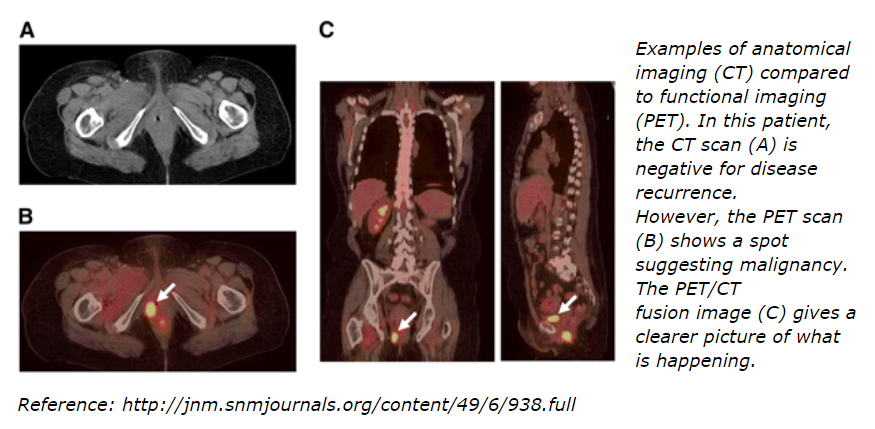 A
C
B
Examples of anatomical
imaging (CT) compared
to functional imaging
(PET). In this patient,
the CT scan (A) is
negative for disease
recurrence.
However, the PET scan
(B) shows a spot
suggesting malignancy.
The PET/CT
fusion image (C) gives a
clearer picture of what
is happening.
Reference: http://jnm.snmjournals.org/content/49/6/938.full